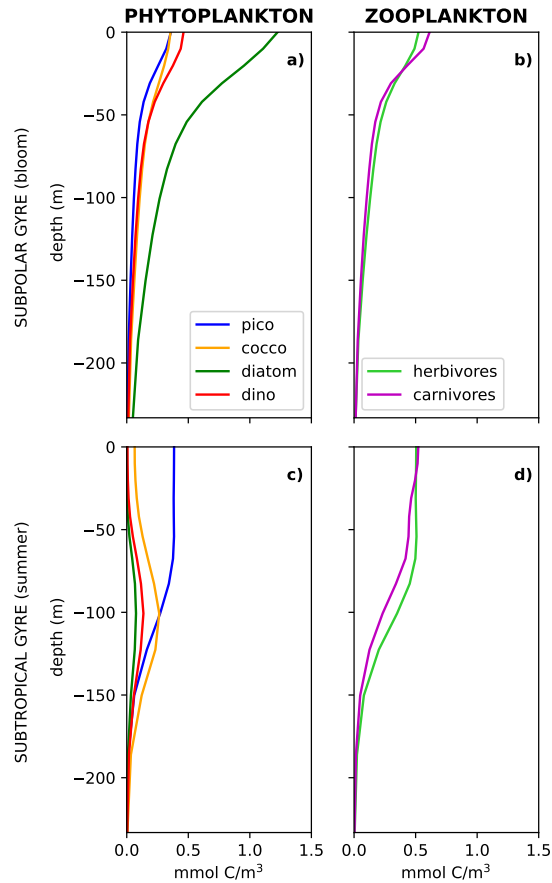 PHYTOPLANKTON
ZOOPLANKTON
SUBPOLAR GYRE (bloom)
depth (m)
0
−50
−100
−150
−200
a)
pico
cocco
diatom
dino
b)
herbivores
carnivores
SUBTROPICAL GYRE (summer)
depth (m)
0
−50
−100
−150
−200
c)
d)
0.0 0.5 1.0 1.5
mmol C/m³
0.0 0.5 1.0 1.5
mmol C/m³